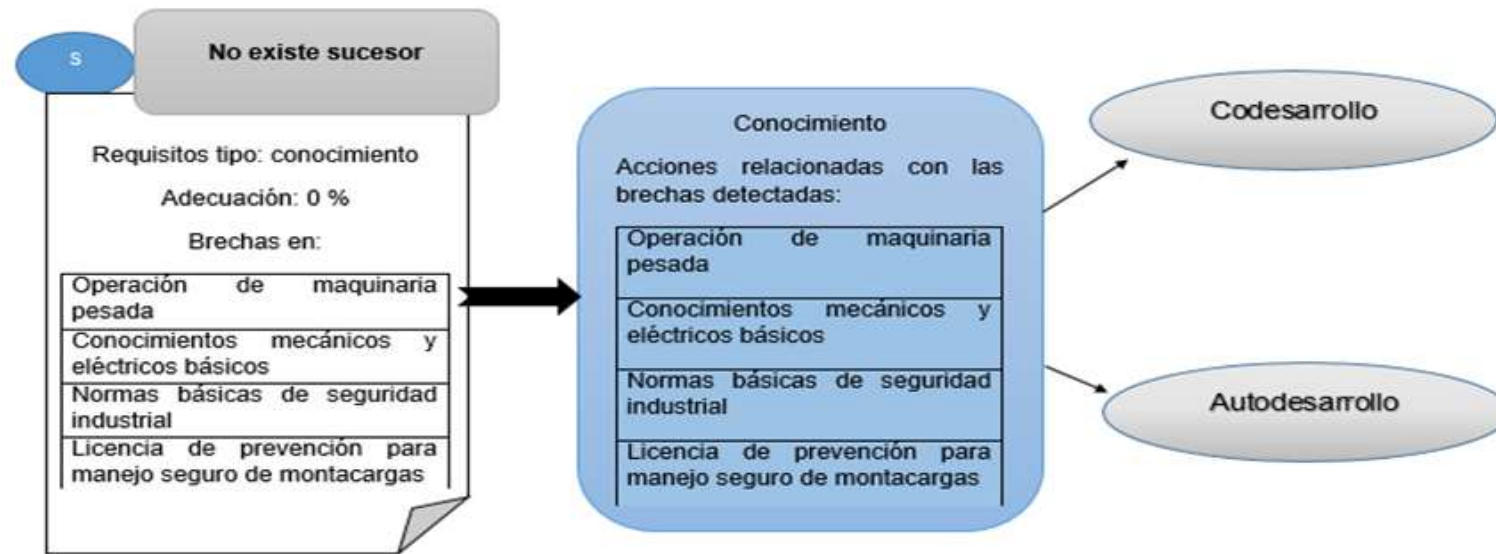 S
No existe sucesor
Requisitos tipo: conocimiento
Adecuación: 0 %
Brechas en:
Operación de maquinaria
pesada
Conocimientos mecánicos y
eléctricos básicos
Normas básicas de seguridad
industrial
Licencia de prevención para
manejo seguro de montacargas
Conocimiento
Acciones relacionadas con las
brechas detectadas:
Operación de maquinaria
pesada
Conocimientos mecánicos y
eléctricos básicos
Normas básicas de seguridad
industrial
Licencia de prevención para
manejo seguro de montacargas
Codesarrollo
Autodesarrollo